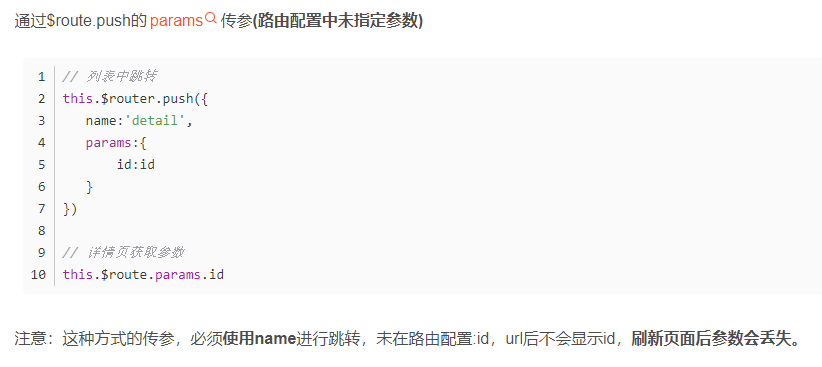 通过$route.push的 params 传参(路由配置中未指定参数)
1 // 列表中跳转
2 this.$router.push({
3 name:'detail',
4 params:{
5 id:id
6 }
7 })
8
9 // 详情页获取参数
10 this.$route.params.id
注意：这种方式的传参，必须使用name进行跳转，未在路由配置:id，url后不会显示id，刷新页面后参数会丢失。